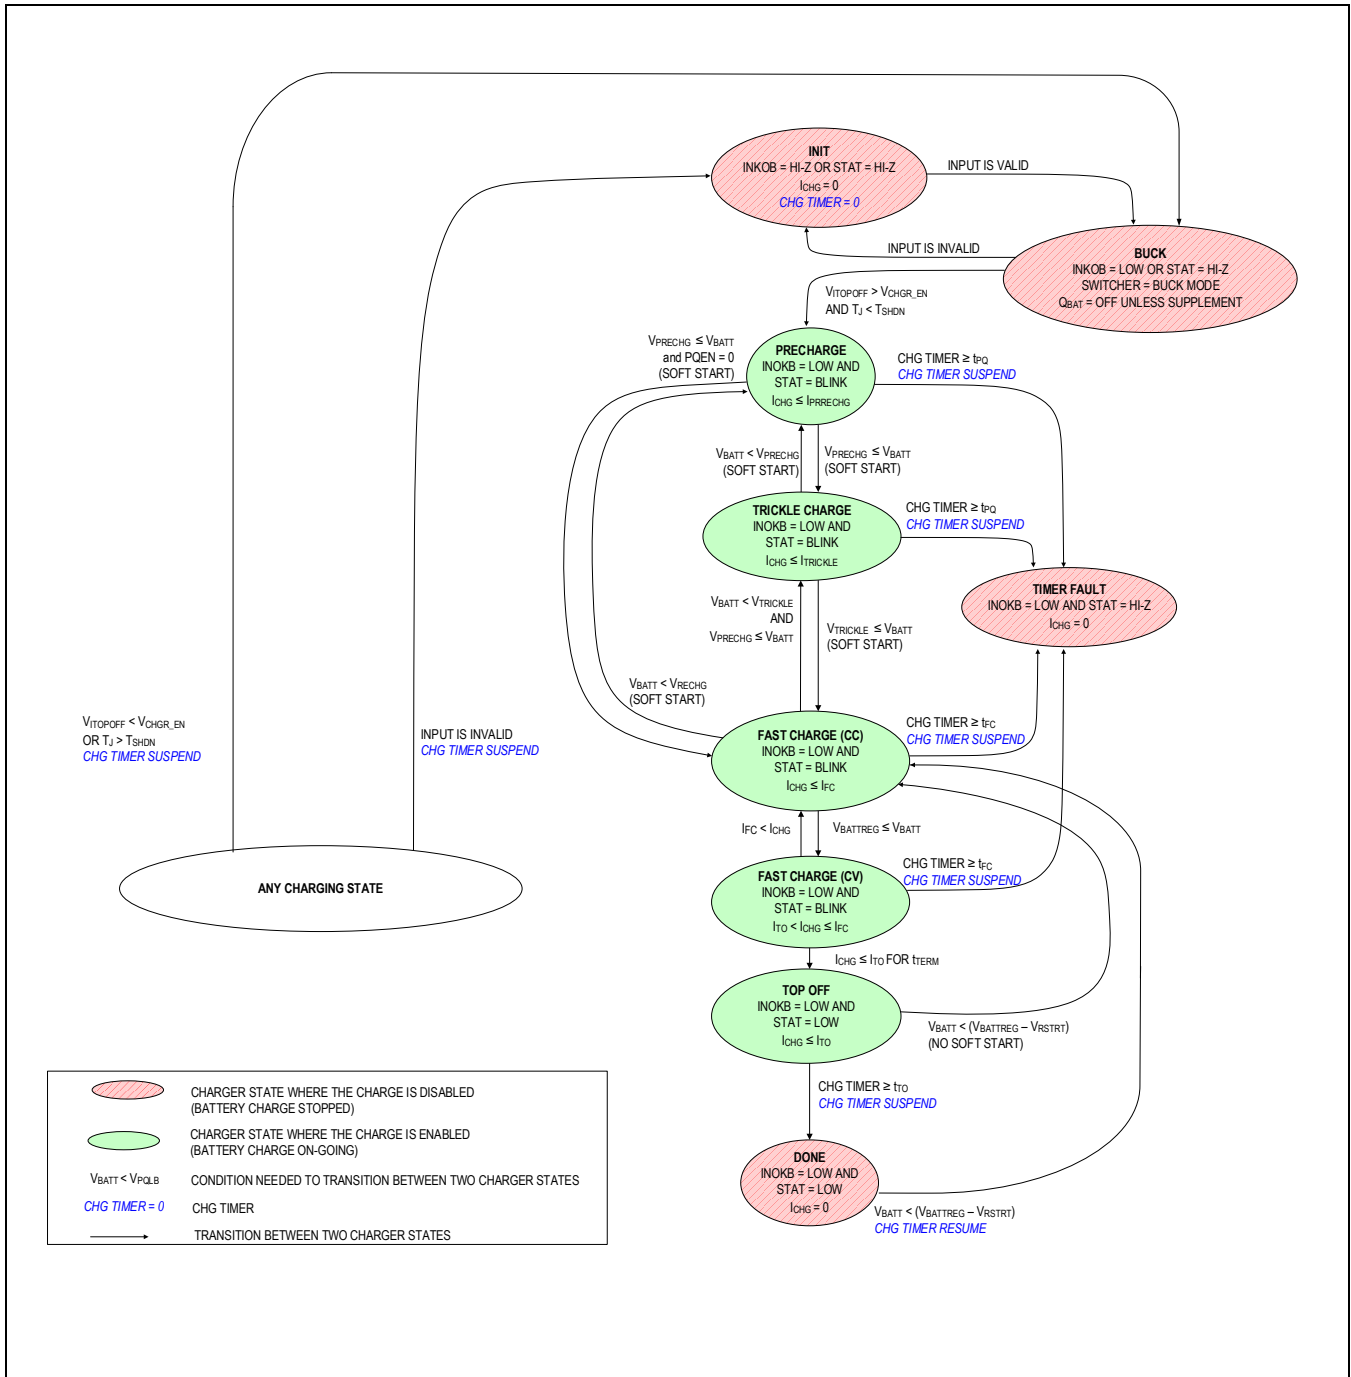 INIT
INKOB = HI-Z OR STAT = HI-Z
ICHG = 0
CHG TIMER = 0
INPUT IS VALID
INPUT IS INVALID
BUCK
INKOB = LOW OR STAT = HI-Z
SWITCHER = BUCK MODE
QBAT = OFF UNLESS SUPPLEMENT
VITOPOFF > VCHGR_EN
AND TJ < TSHDN
VPRECHG ≤ VBATT
and PQEN = 0
(SOFT START)
PRECHARGE
INOKB = LOW AND
STAT = BLINK
ICHG ≤ IPRRECHG
CHG TIMER ≥ tPQ
CHG TIMER SUSPEND
VBATT < VPRECHG
(SOFT START)
VPRECHG ≤ VBATT
(SOFT START)
TRICKLE CHARGE
INOKB = LOW AND
STAT = BLINK
ICHG ≤ ITRICKLE
CHG TIMER ≥ tPQ
CHG TIMER SUSPEND
TIMER FAULT
INOKB = LOW AND STAT = HI-Z
ICHG = 0
VBATT < VTRICKLE
AND
VPRECHG ≤ VBATT
VTRICKLE ≤ VBATT
(SOFT START)
VBATT < VRECHG
(SOFT START)
VITOPOFF < VCHGR_EN
OR TJ > TSHDN
CHG TIMER SUSPEND
INPUT IS INVALID
CHG TIMER SUSPEND
FAST CHARGE (CC)
INOKB = LOW AND
STAT = BLINK
ICHG ≤ IFC
CHG TIMER ≥ tFC
CHG TIMER SUSPEND
IFC < ICHG
VBATTREG ≤ VBATT
ANY CHARGING STATE
FAST CHARGE (CV)
INOKB = LOW AND
STAT = BLINK
ITO < ICHG ≤ IFC
CHG TIMER ≥ tFC
CHG TIMER SUSPEND
ICHG ≤ ITO FOR tTERM
TOP OFF
INOKB = LOW AND
STAT = LOW
ICHG ≤ ITO
VBATT < (VBATTREG – VRSTRT)
(NO SOFT START)
CHG TIMER ≥ tTO
CHG TIMER SUSPEND
DONE
INOKB = LOW AND
STAT = LOW
ICHG = 0
VBATT < (VBATTREG – VRSTRT)
CHG TIMER RESUME
CHARGER STATE WHERE THE CHARGE IS DISABLED
(BATTERY CHARGE STOPPED)
CHARGER STATE WHERE THE CHARGE IS ENABLED
(BATTERY CHARGE ON-GOING)
VBATT < VPQLB CONDITION NEEDED TO TRANSITION BETWEEN TWO CHARGER STATES
CHG TIMER = 0 CHG TIMER
TRANSITION BETWEEN TWO CHARGER STATES